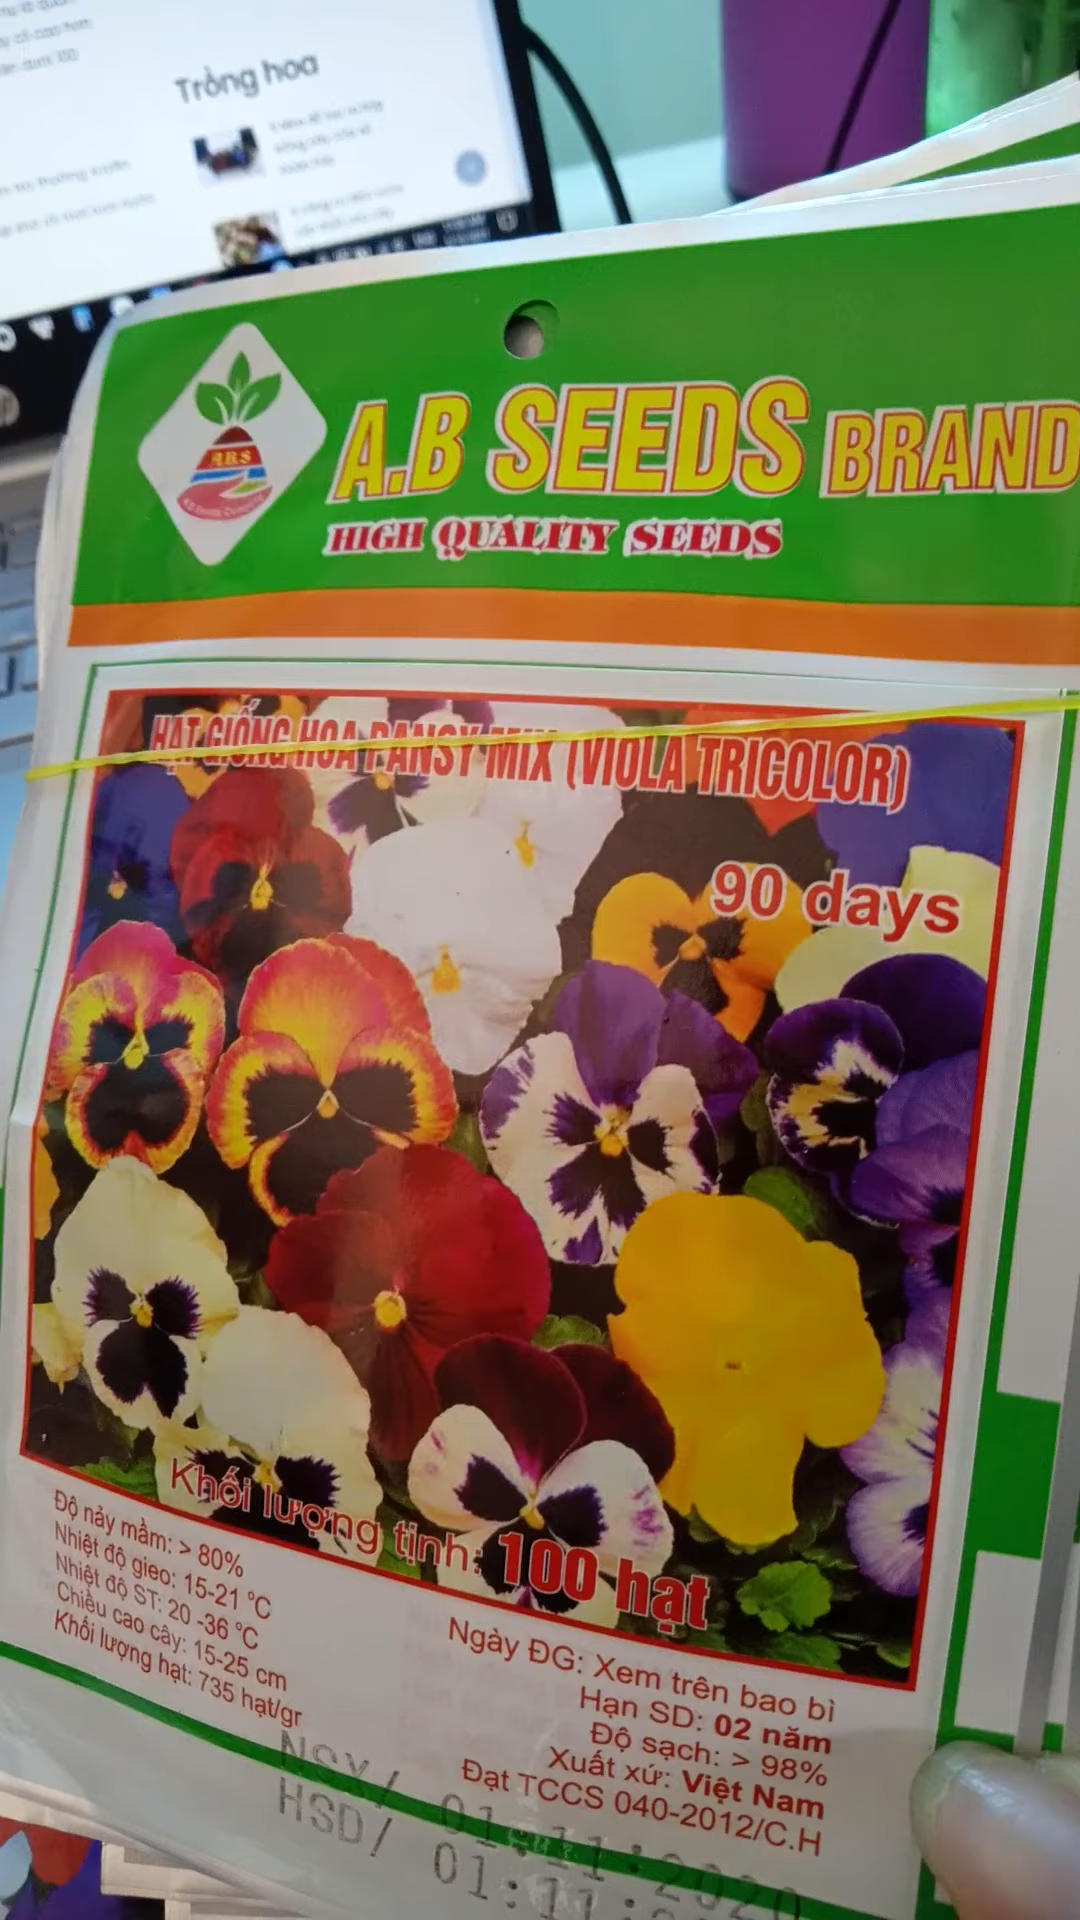 Trồng hoa
ABS
A.B SEEDS BRAND
HIGH QUALITY SEEDS
HẠT GIỐNG HOA PANSY MIX (VIOLA TRICOLOR)
90 days
Khối lượng tịnh: 100 hạt
Độ nảy mầm: > 80%
Nhiệt độ gieo: 15-21 °C
Nhiệt độ ST: 20 -36 °C
Chiều cao cây: 15-25 cm
Khối lượng hạt: 735 hạt/gr
Ngày ĐG: Xem trên bao bì
Hạn SD: 02 năm
Độ sạch: > 98%
Xuất xứ: Việt Nam
Đạt TCCS 040-2012/C.H
NSX/ 01:11:2020
HSD/ 01:11: